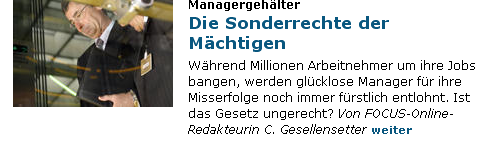 Managergehälter
Die Sonderrechte der
Mächtigen
Während Millionen Arbeitnehmer um ihre Jobs
bangen, werden glücklose Manager für ihre
Misserfolge noch immer fürstlich entlohnt. Ist
das Gesetz ungerecht? Von FOCUS-Online-
Redakteurin C. Gesellensetter weiter